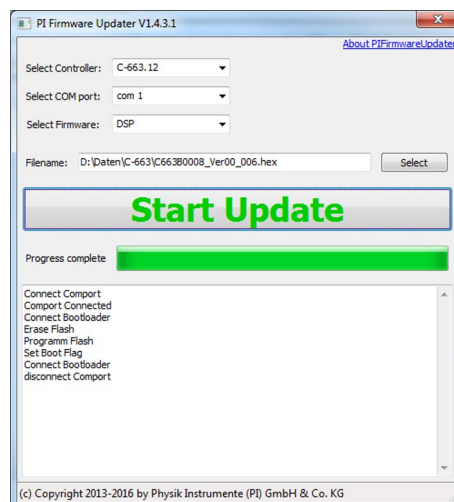 PI Firmware Updater V1.4.3.1
About PIFirmwareUpdater
Select Controller: C-663.12
Select COM port: com 1
Select Firmware: DSP
Filename: D:\Daten\C-663\C663B0008_Ver00_006.hex Select
Start Update
Progress complete
Connect Comport
Comport Connected
Connect Bootloader
Erase Flash
Programm Flash
Set Boot Flag
Connect Bootloader
disconnect Comport
(c) Copyright 2013-2016 by Physik Instrumente (PI) GmbH & Co. KG